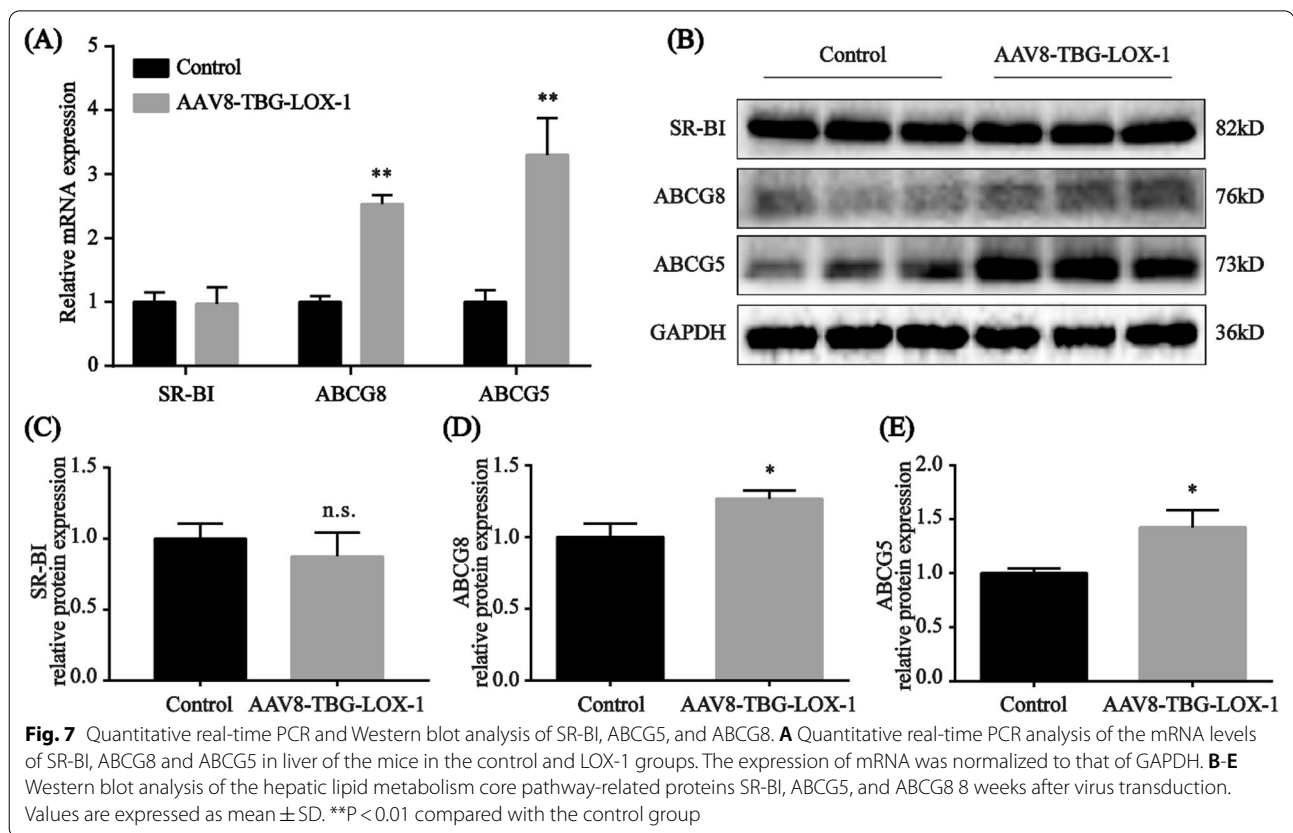 (A)
Relative mRNA expression
5
4
3
2
1
0
Control
AAV8-TBG-LOX-1
**
**
SR-BI ABCG8 ABCG5
(B)
Control AAV8-TBG-LOX-1
SR-BI 82kD
ABCG8 76kD
ABCG5 73kD
GAPDH 36kD
(C)
SR-BI
relative protein expression
1.5
1.0
0.5
0.0
n.s.
Control AAV8-TBG-LOX-1
(D)
ABCG8
relative protein expression
1.5
1.0
0.5
0.0
*
Control AAV8-TBG-LOX-1
(E)
ABCG5
relative protein expression
2.0
1.5
1.0
0.5
0.0
*
Control AAV8-TBG-LOX-1
Fig. 7 Quantitative real-time PCR and Western blot analysis of SR-BI, ABCG5, and ABCG8. A Quantitative real-time PCR analysis of the mRNA levels
of SR-BI, ABCG8 and ABCG5 in liver of the mice in the control and LOX-1 groups. The expression of mRNA was normalized to that of GAPDH. B-E
Western blot analysis of the hepatic lipid metabolism core pathway-related proteins SR-BI, ABCG5, and ABCG8 8 weeks after virus transduction.
Values are expressed as mean ± SD. **P < 0.01 compared with the control group